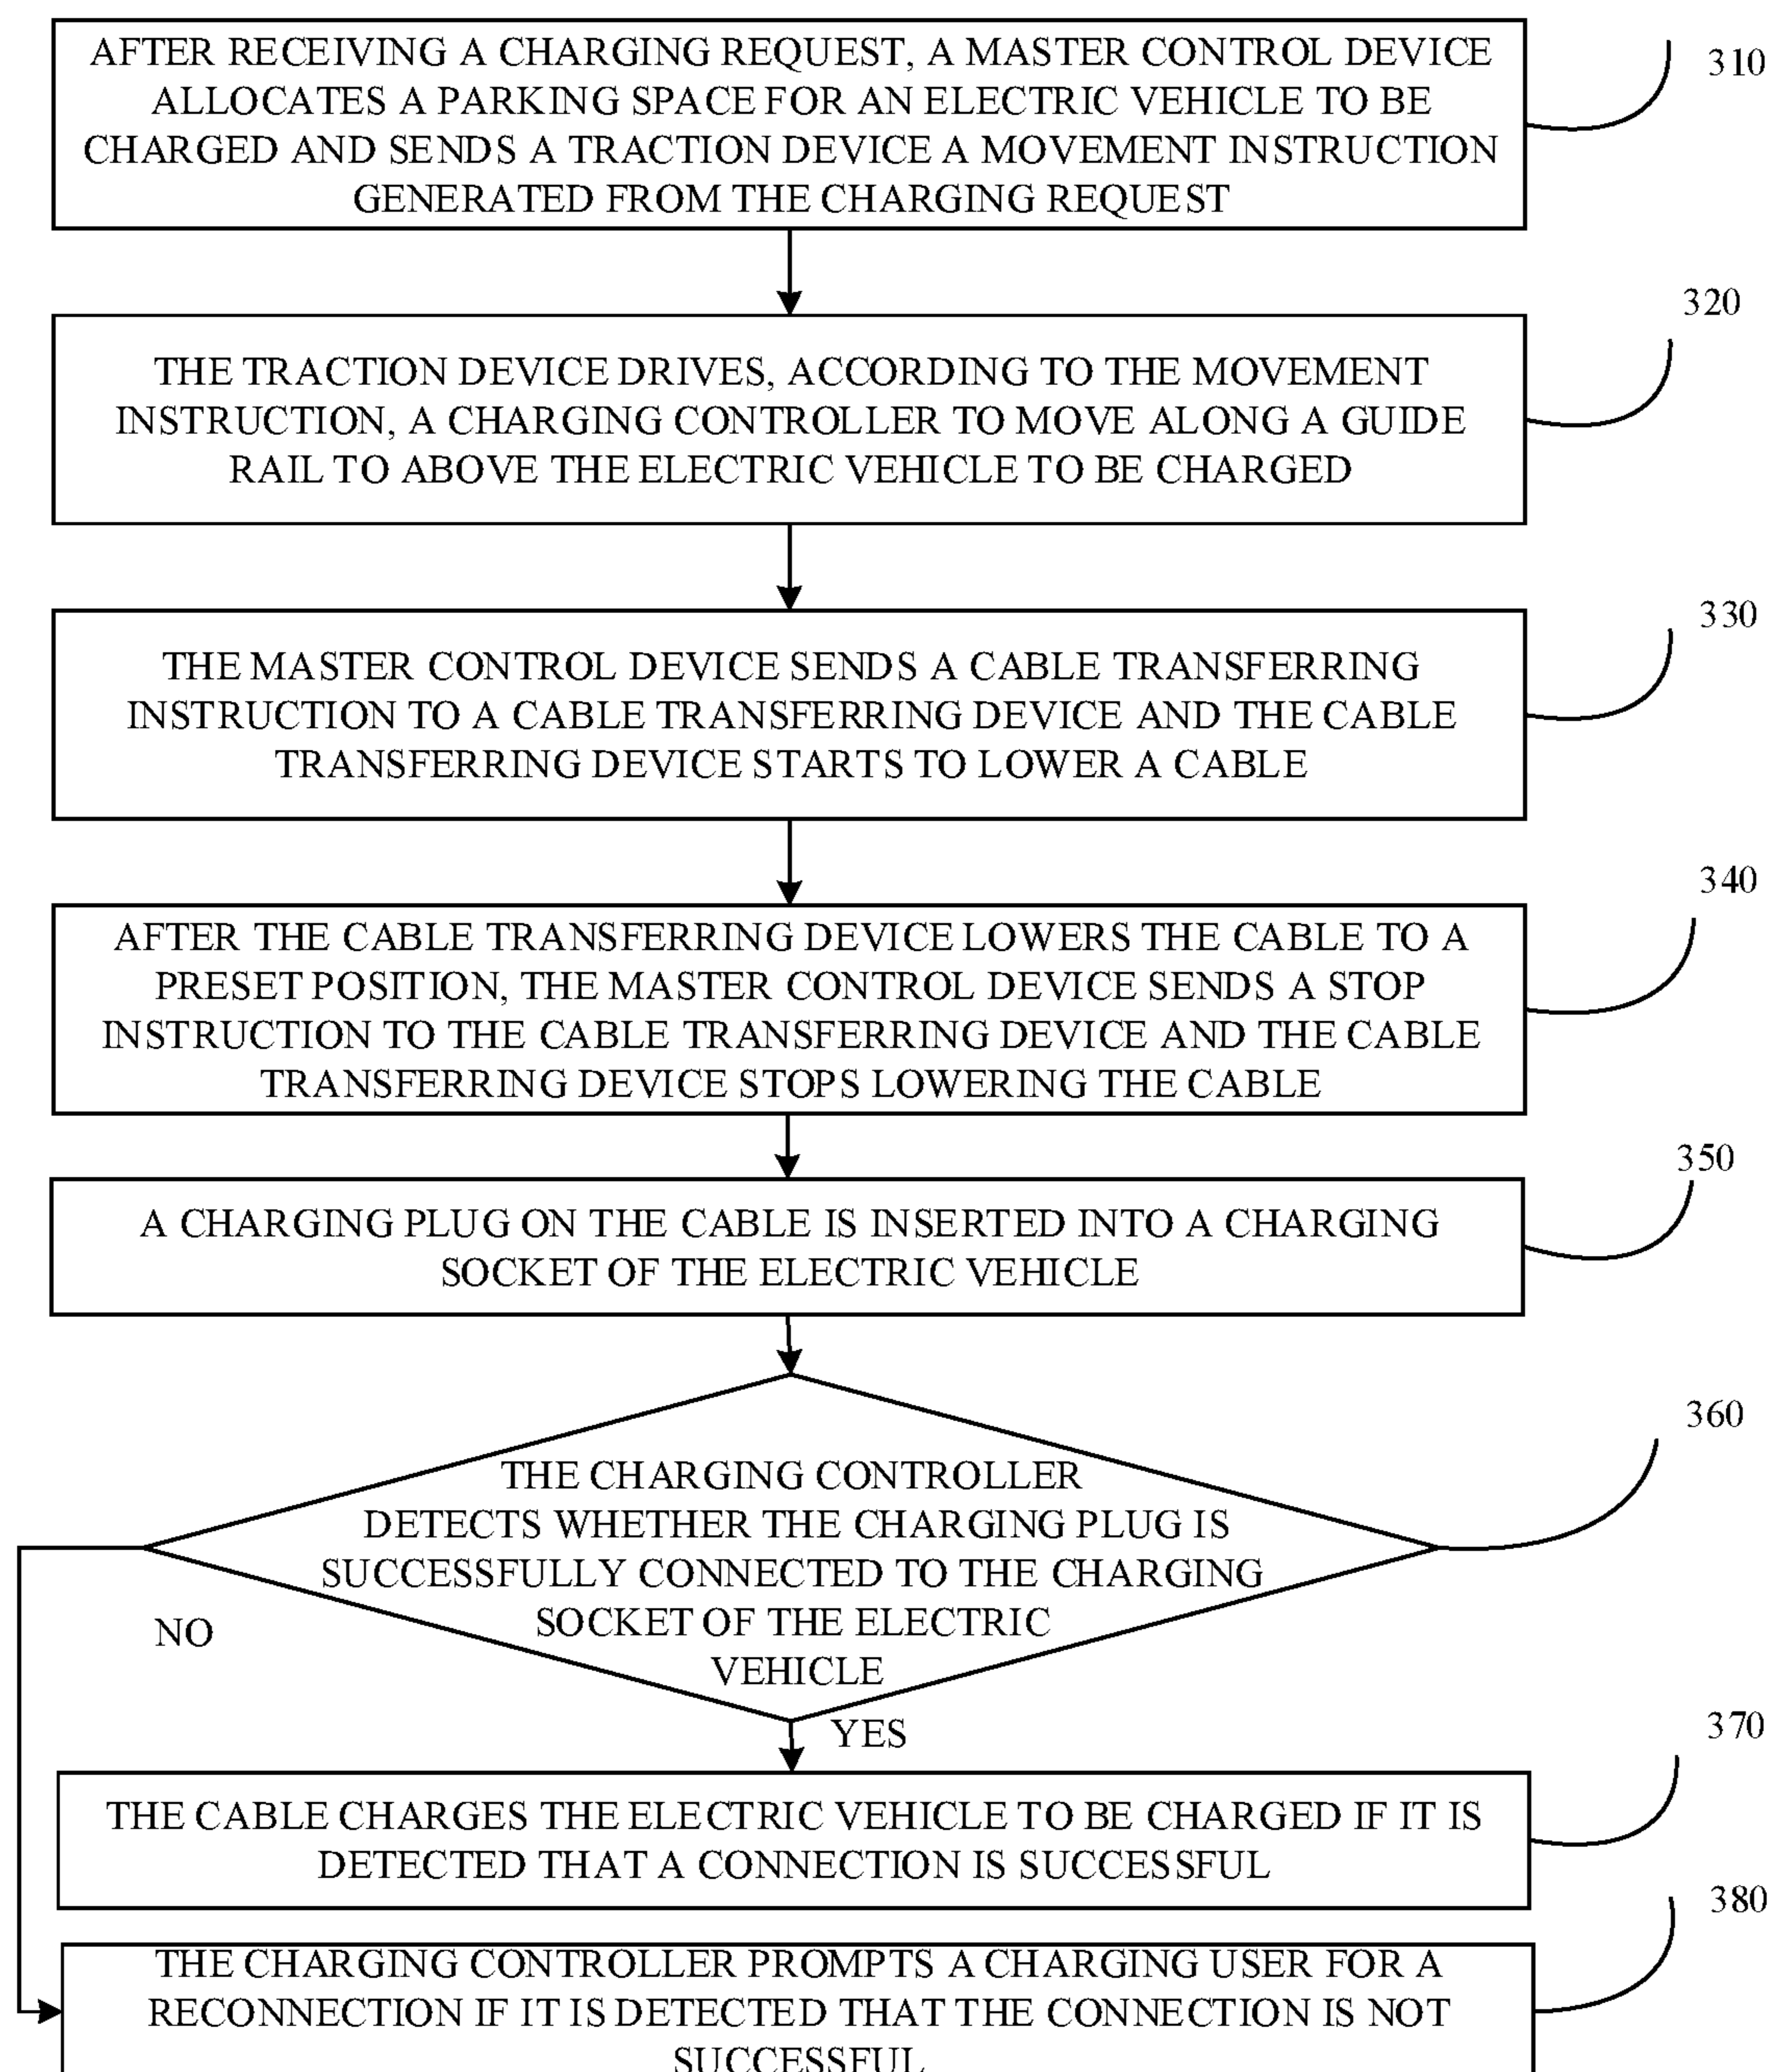 AFTER RECEIVING A CHARGING REQUEST, A MASTER CONTROL DEVICE
ALLOCATES A PARKING SPACE FOR AN ELECTRIC VEHICLE TO BE
CHARGED AND SENDS A TRACTION DEVICE A MOVEMENT INSTRUCTION
GENERATED FROM THE CHARGING REQUEST
310
THE TRACTION DEVICE DRIVES, ACCORDING TO THE MOVEMENT
INSTRUCTION, A CHARGING CONTROLLER TO MOVE ALONG A GUIDE
RAIL TO ABOVE THE ELECTRIC VEHICLE TO BE CHARGED
320
THE MASTER CONTROL DEVICE SENDS A CABLE TRANSFERRING
INSTRUCTION TO A CABLE TRANSFERRING DEVICE AND THE CABLE
TRANSFERRING DEVICE STARTS TO LOWER A CABLE
330
AFTER THE CABLE TRANSFERRING DEVICE LOWERS THE CABLE TO A
PRESET POSITION, THE MASTER CONTROL DEVICE SENDS A STOP
INSTRUCTION TO THE CABLE TRANSFERRING DEVICE AND THE CABLE
TRANSFERRING DEVICE STOPS LOWERING THE CABLE
340
A CHARGING PLUG ON THE CABLE IS INSERTED INTO A CHARGING
SOCKET OF THE ELECTRIC VEHICLE
350
THE CHARGING CONTROLLER
DETECTS WHETHER THE CHARGING PLUG IS
SUCCESSFULLY CONNECTED TO THE CHARGING
SOCKET OF THE ELECTRIC
VEHICLE
360
NO
YES
THE CABLE CHARGES THE ELECTRIC VEHICLE TO BE CHARGED IF IT IS
DETECTED THAT A CONNECTION IS SUCCESSFUL
370
THE CHARGING CONTROLLER PROMPTS A CHARGING USER FOR A
RECONNECTION IF IT IS DETECTED THAT THE CONNECTION IS NOT
SUCCESSFUL
380